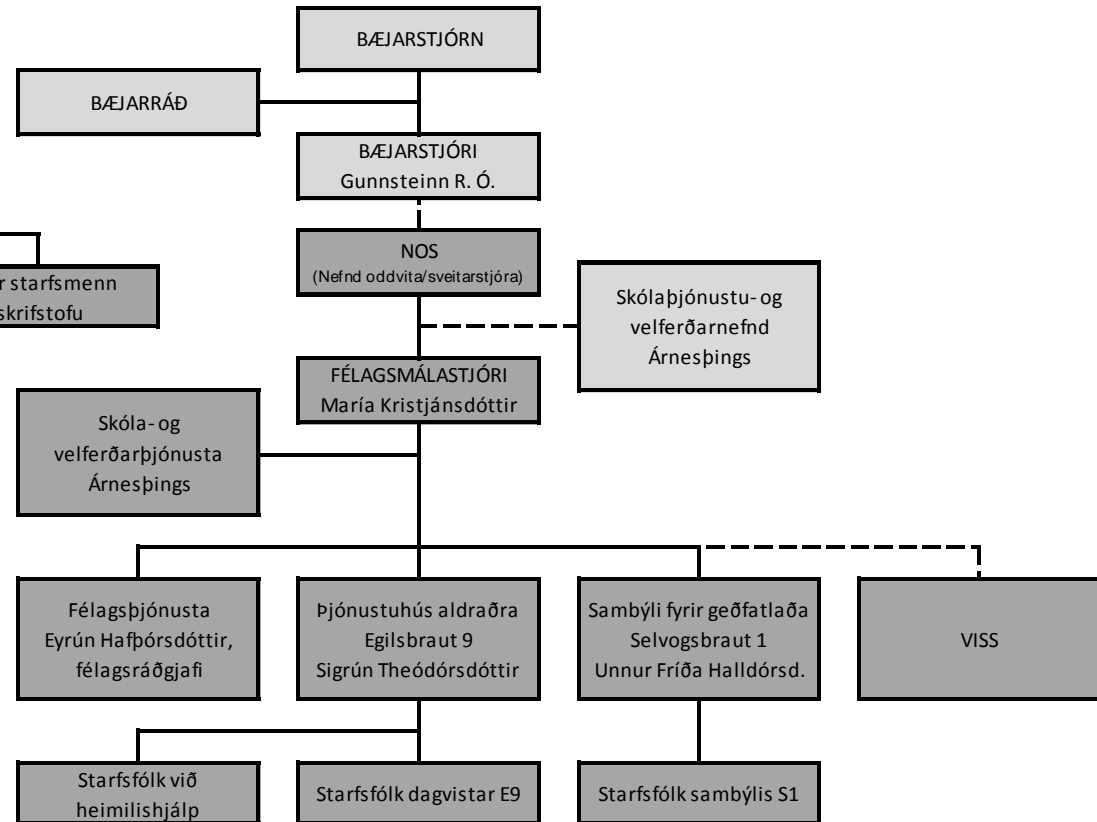 BÆJARSTJÓRN
BÆJARRÁÐ
BÆJARSTJÓRI
Gunnsteinn R. Ó.
NOS
(Nefnd oddvita/sveitarstjóra)
r starfsmenn
skrifstofu
Skólaþjónustu- og
velferðarnefnd
Árnesþings
FÉLAGSMÁLASTJÓRI
María Kristjánsdóttir
Skóla- og
velferðarþjónusta
Árnesþings
Félagsþjónusta
Eyrún Hafþórsdóttir,
félagsráðgjafi
Þjónustuhús aldraðra
Egilsbraut 9
Sigrún Theódórsdóttir
Sambýli fyrir geðfatlaða
Selvogsbraut 1
Unnur Fríða Halldórsd.
VISS
Starfsfólk við
heimilishjálp
Starfsfólk dagvistar E9
Starfsfólk sambýlis S1